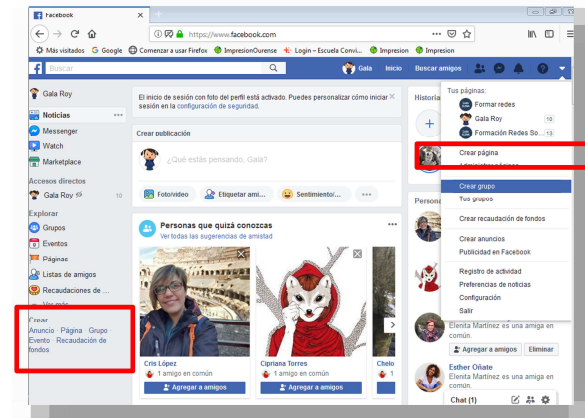 Facebook
https://www.facebook.com
Más visitados Google Comenzar a usar Firefox ImpresionOurense Login – Escuela Convi... Impresion Impresion
Buscar
Gala Inicio Buscar amigos
Gala Roy
Noticias
Messenger
Watch
Marketplace
Accesos directos
Gala Roy 10
Explorar
Grupos
Eventos
Páginas
Listas de amigos
Recaudaciones de ...
Ver más
Crear
Anuncio · Página · Grupo ·
Evento · Recaudación de
fondos
El inicio de sesión con foto del perfil está activado. Puedes personalizar cómo iniciar
sesión en la configuración de seguridad.
Crear publicación
¿Qué estás pensando, Gala?
Foto/video Etiquetar ami... Sentimiento/...
Personas que quizá conozcas
Ver todas las sugerencias de amistad
Cris López
1 amigo en común
Agregar a amigos
Cipriana Torres
1 amigo en común
Agregar a amigos
Chelo
1
Historia
Persona
Tus páginas:
Formar redes
Gala Roy 10
Formación Redes So... 13
Crear página
Administrar páginas
Crear grupo
Tus grupos
Crear recaudación de fondos
Crear anuncios
Publicidad en Facebook
Registro de actividad
Preferencias de noticias
Configuración
Salir
Elenita Martínez es una amiga en
común.
Agregar a amigos Eliminar
Esther Oñate
Elenita Martínez es una amiga en
común.
Chat (1)